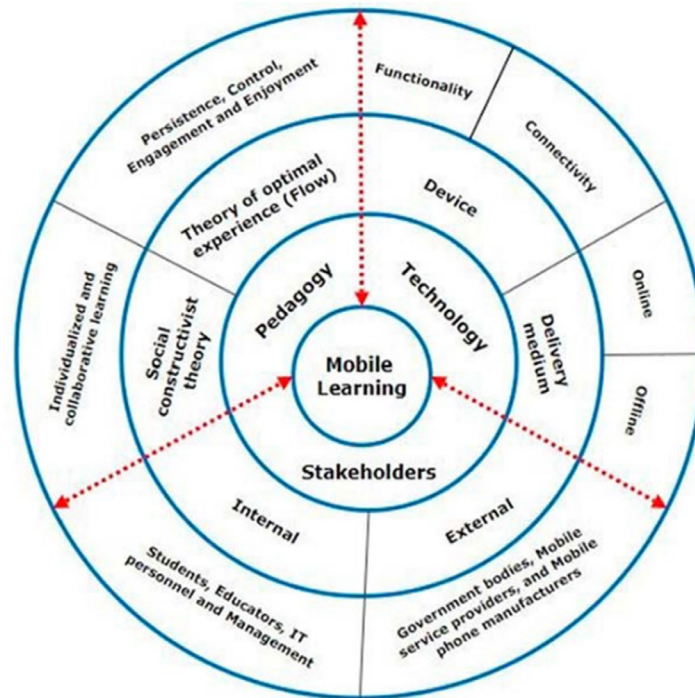 Persistence, Control,
Engagement and Enjoyment
Functionality
Connectivity
Theory of optimal
experience (Flow)
Device
Pedagogy
Technology
Online
Individualized and
collaborative learning
Social
constructivist
theory
Delivery
medium
Mobile
Learning
Offline
Stakeholders
Internal
External
Students, Educators, IT
personnel and Management
Government bodies, Mobile
service providers, and Mobile
phone manufacturers